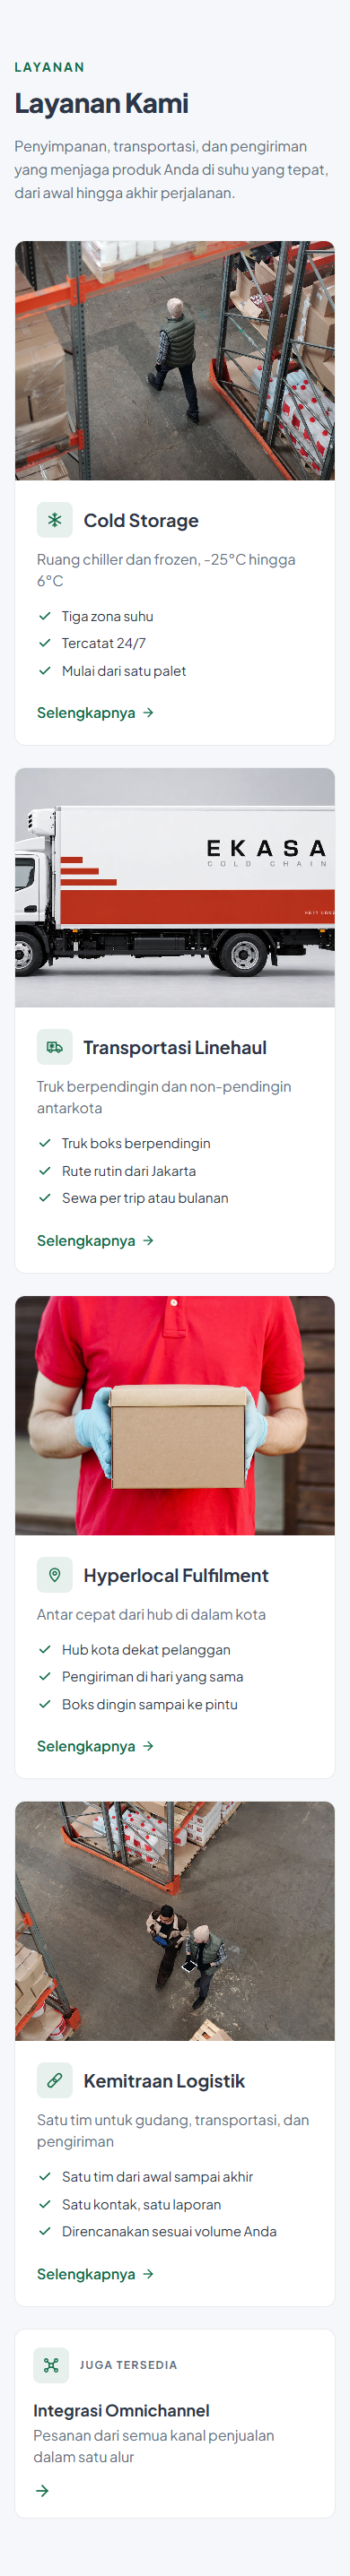 LAYANAN
Layanan Kami
Penyimpanan, transportasi, dan pengiriman
yang menjaga produk Anda di suhu yang tepat,
dari awal hingga akhir perjalanan.
Cold Storage
Ruang chiller dan frozen, -25°C hingga
6°C
Tiga zona suhu
Tercatat 24/7
Mulai dari satu palet
Selengkapnya →
EKASA
COLD CHAIN
Transportasi Linehaul
Truk berpendingin dan non-pendingin
antarkota
Truk boks berpendingin
Rute rutin dari Jakarta
Sewa per trip atau bulanan
Selengkapnya →
Hyperlocal Fulfilment
Antar cepat dari hub di dalam kota
Hub kota dekat pelanggan
Pengiriman di hari yang sama
Boks dingin sampai ke pintu
Selengkapnya →
Kemitraan Logistik
Satu tim untuk gudang, transportasi, dan
pengiriman
Satu tim dari awal sampai akhir
Satu kontak, satu laporan
Direncanakan sesuai volume Anda
Selengkapnya →
JUGA TERSEDIA
Integrasi Omnichannel
Pesanan dari semua kanal penjualan
dalam satu alur
→